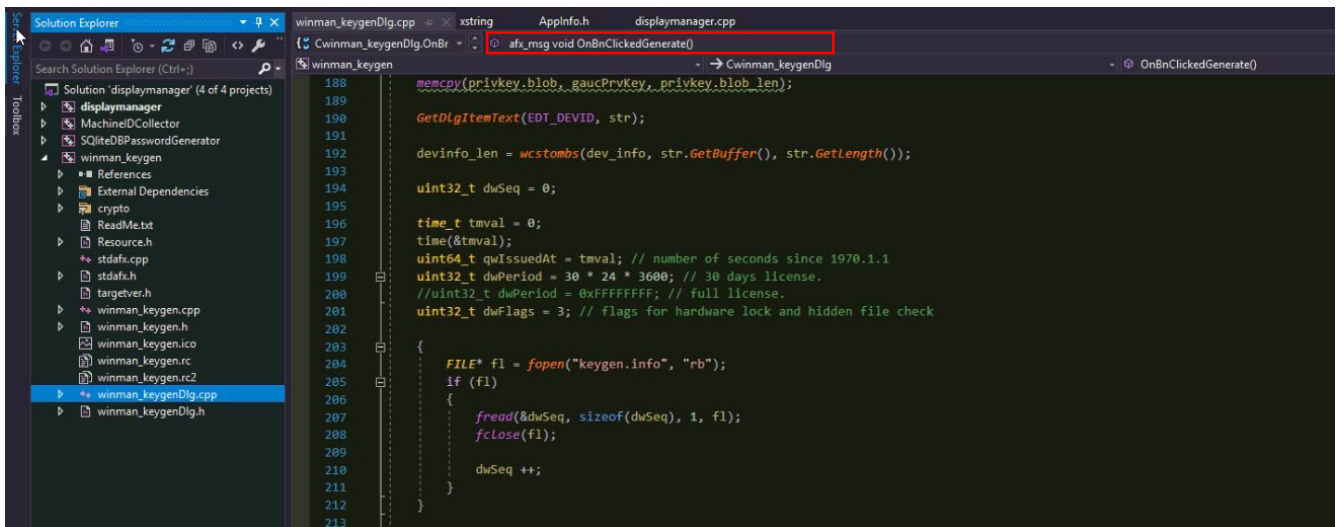 Server Explorer
Toolbox
Solution Explorer
Search Solution Explorer (Ctrl+;)
Solution 'displaymanager' (4 of 4 projects)
displaymanager
MachineIDCollector
SQliteDBPasswordGenerator
winman_keygen
References
External Dependencies
crypto
ReadMe.txt
Resource.h
stdafx.cpp
stdafx.h
targetver.h
winman_keygen.cpp
winman_keygen.h
winman_keygen.ico
winman_keygen.rc
winman_keygen.rc2
winman_keygenDlg.cpp
winman_keygenDlg.h
winman_keygenDlg.cpp xstring AppInfo.h displaymanager.cpp
Cwinman_keygenDlg.OnBr afx_msg void OnBnClickedGenerate()
winman_keygen Cwinman_keygenDlg OnBnClickedGenerate()
188 memcpy(privkey.blob, gaucPrvKey, privkey.blob_len);
189
190 GetDlgItemText(EDT_DEVID, str);
191
192 devinfo_len = wcstombs(dev_info, str.GetBuffer(), str.GetLength());
193
194 uint32_t dwSeq = 0;
195
196 time_t tmval = 0;
197 time(&tmval);
198 uint64_t qwIssuedAt = tmval; // number of seconds since 1970.1.1
199 uint32_t dwPeriod = 30 * 24 * 3600; // 30 days license.
200 //uint32_t dwPeriod = 0xFFFFFFFF; // full license.
201 uint32_t dwFlags = 3; // flags for hardware lock and hidden file check
202
203 {
204 FILE* fl = fopen("keygen.info", "rb");
205 if (fl)
206 {
207 fread(&dwSeq, sizeof(dwSeq), 1, fl);
208 fclose(fl);
209
210 dwSeq ++;
211 }
212 }
213